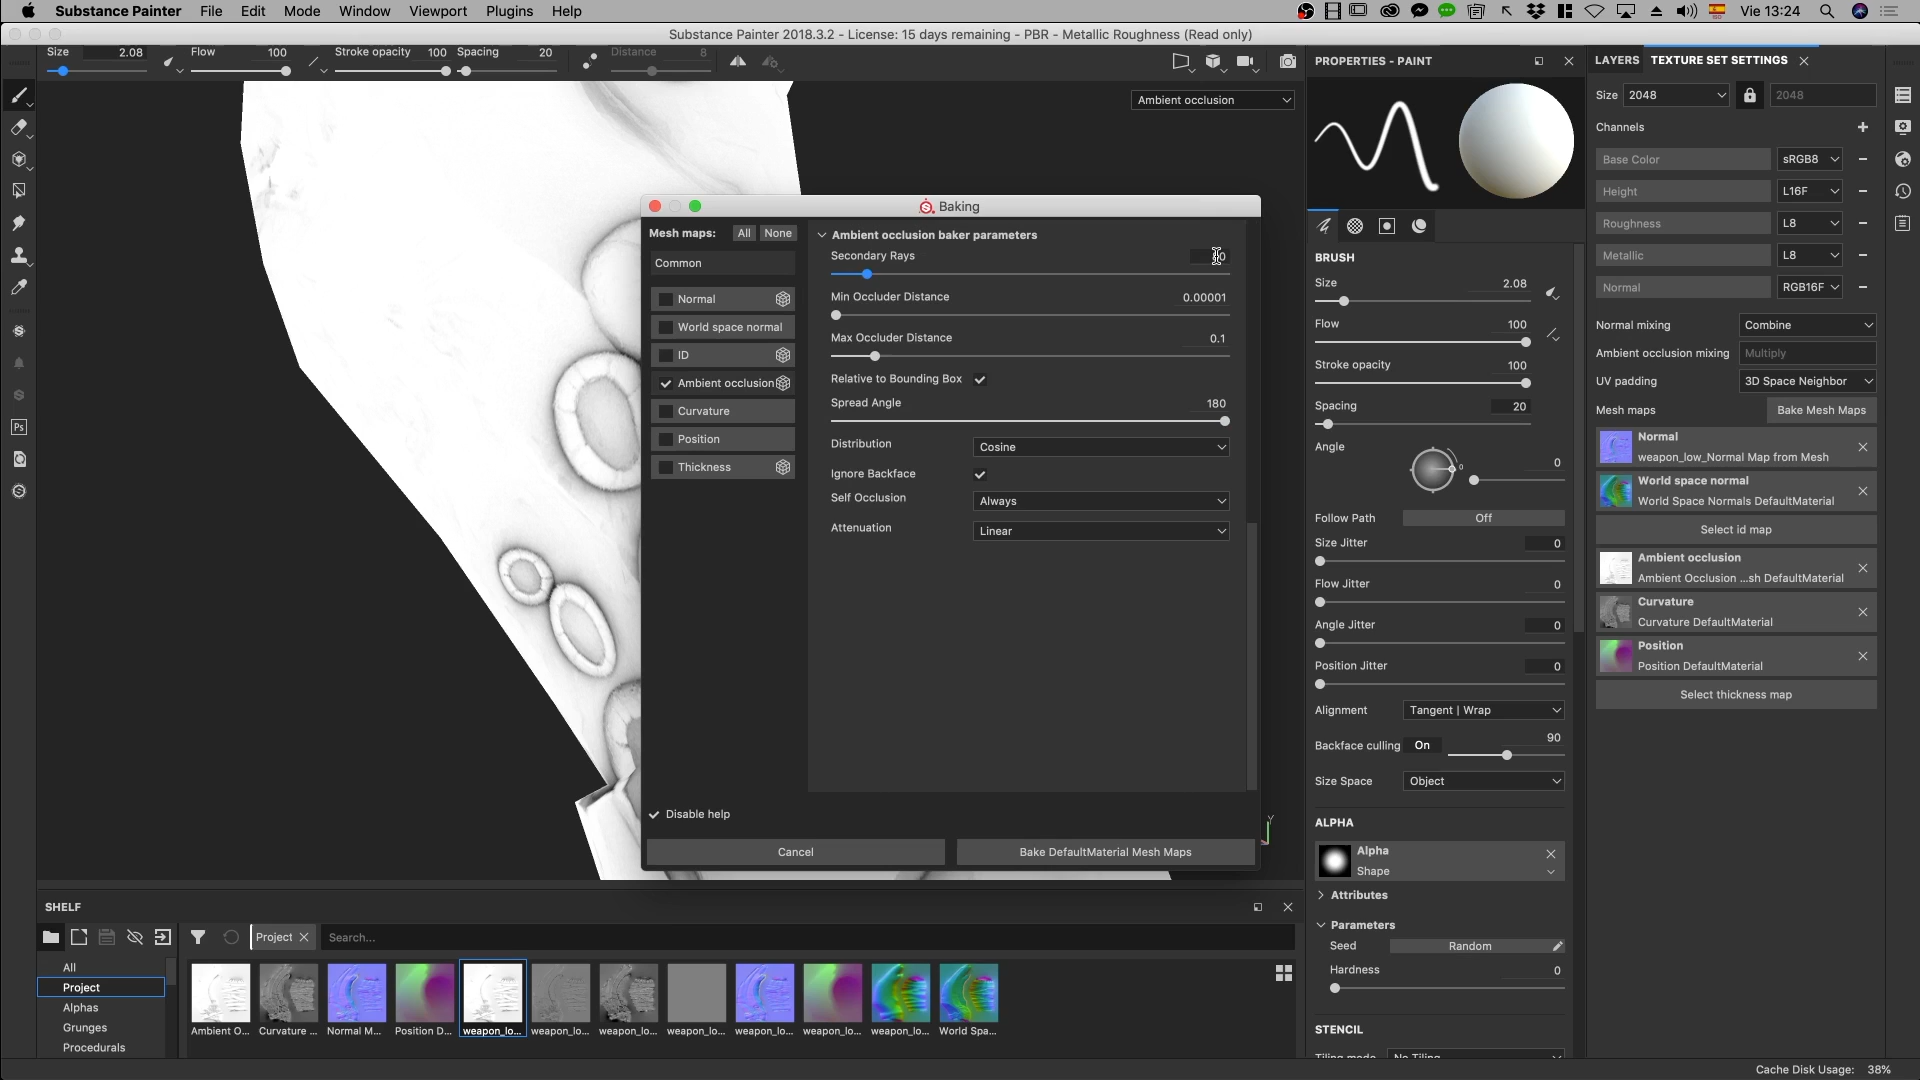 Substance Painter File Edit Mode Window Viewport Plugins Help
ISO Vie 13:24
Substance Painter 2018.3.2 - License: 15 days remaining - PBR - Metallic Roughness (Read only)
Size 2.08 Flow 100 Stroke opacity 100 Spacing 20 Distance 8
Ambient occlusion
Baking
Mesh maps: All None
Common
Normal
World space normal
ID
Ambient occlusion
Curvature
Position
Thickness
Ambient occlusion baker parameters
Secondary Rays
Min Occluder Distance 0.00001
Max Occluder Distance 0.1
Relative to Bounding Box
Spread Angle 180
Distribution Cosine
Ignore Backface
Self Occlusion Always
Attenuation Linear
Disable help
Cancel Bake DefaultMaterial Mesh Maps
Y
PROPERTIES - PAINT
BRUSH
Size 2.08
Flow 100
Stroke opacity 100
Spacing 20
Angle 0 0
Follow Path Off
Size Jitter 0
Flow Jitter 0
Angle Jitter 0
Position Jitter 0
Alignment Tangent | Wrap
Backface culling On 90
Size Space Object
ALPHA
Alpha
Shape
Attributes
Parameters
Seed Random
Hardness 0
STENCIL
Tiling mode No Tiling
LAYERS TEXTURE SET SETTINGS
Size 2048 2048
Channels
Base Color sRGB8
Height L16F
Roughness L8
Metallic L8
Normal RGB16F
Normal mixing Combine
Ambient occlusion mixing Multiply
UV padding 3D Space Neighbor
Mesh maps Bake Mesh Maps
Normal
weapon_low_Normal Map from Mesh
World space normal
World Space Normals DefaultMaterial
Select id map
Ambient occlusion
Ambient Occlusion ...sh DefaultMaterial
Curvature
Curvature DefaultMaterial
Position
Position DefaultMaterial
Select thickness map
Ps
SHELF
Project Search...
All
Project
Alphas
Grunges
Procedurals
Ambient O... Curvature ... Normal M... Position D... weapon_lo... weapon_lo... weapon_lo... weapon_lo... weapon_lo... weapon_lo... weapon_lo... World Spa...
Cache Disk Usage: 38%